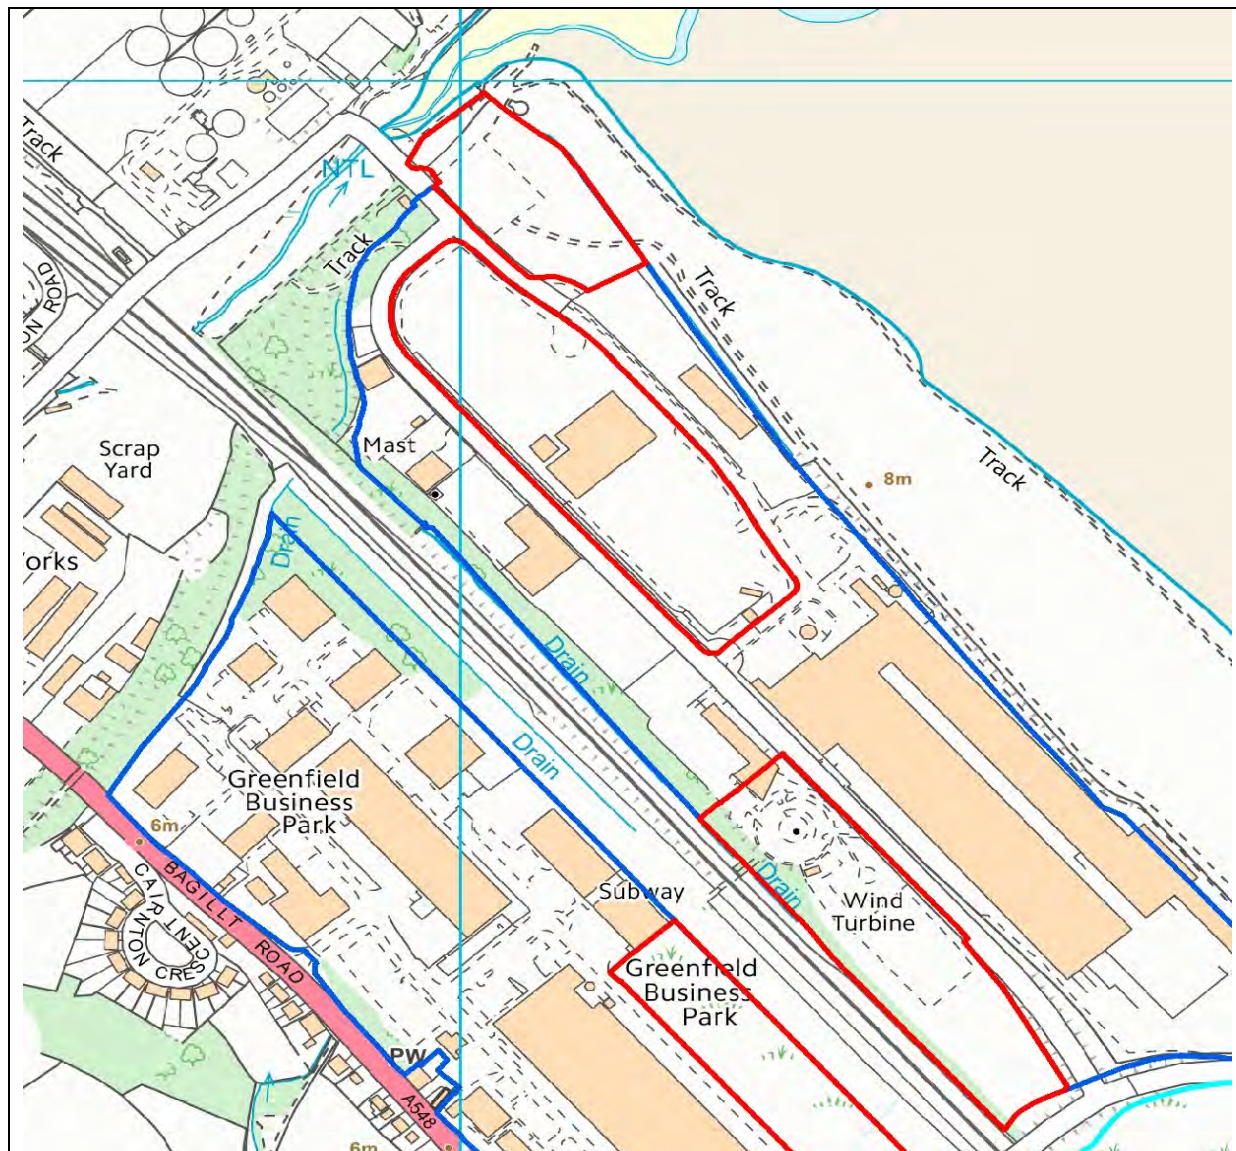 Track
NTL
Track
Track
ON ROAD
Mast
Scrap
Yard
8m
Track
Drain
orks
Drain
Drain
Greenfield
Business
Park
6m
BAGILLT ROAD
CAIRNTON CRESCENT
Subway
Drain
Wind
Turbine
Greenfield
Business
Park
PW
A548
6m